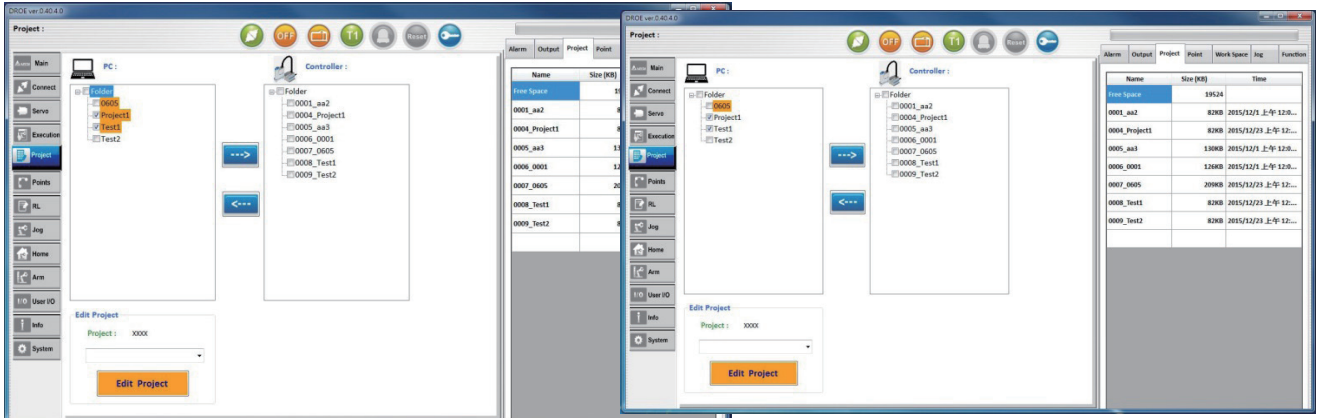 DROE ver.0.40.4.0
Project :
OFF
T1
Reset
Main
Connect
Servo
Execution
Project
Points
RL
Jog
Home
Arm
I/O User I/O
Info
System
PC :
Folder
0605
Project1
Test1
Test2
--->
<---
Controller :
Folder
0001_aa2
0004_Project1
0005_aa3
0006_0001
0007_0605
0008_Test1
0009_Test2
Edit Project
Project : XXXX
Edit Project
Alarm Output Project Point
Name Size (KB)
Free Space
0001_aa2
0004_Project1
0005_aa3
0006_0001
0007_0605
0008_Test1
0009_Test2
DROE ver.0.40.4.0
Project :
OFF
T1
Reset
Main
Connect
Servo
Execution
Project
Points
RL
Jog
Home
Arm
I/O User I/O
Info
System
PC :
Folder
0605
Project1
Test1
Test2
--->
<---
Controller :
Folder
0001_aa2
0004_Project1
0005_aa3
0006_0001
0007_0605
0008_Test1
0009_Test2
Edit Project
Project : XXXX
Edit Project
Alarm Output Project Point Work Space Jog Function
Name Size (KB) Time
Free Space 19524
0001_aa2 82KB 2015/12/1 上午 12:0...
0004_Project1 82KB 2015/12/23 上午 12:...
0005_aa3 130KB 2015/12/1 上午 12:0...
0006_0001 126KB 2015/12/1 上午 12:0...
0007_0605 209KB 2015/12/23 上午 12:...
0008_Test1 82KB 2015/12/23 上午 12:...
0009_Test2 82KB 2015/12/23 上午 12:...